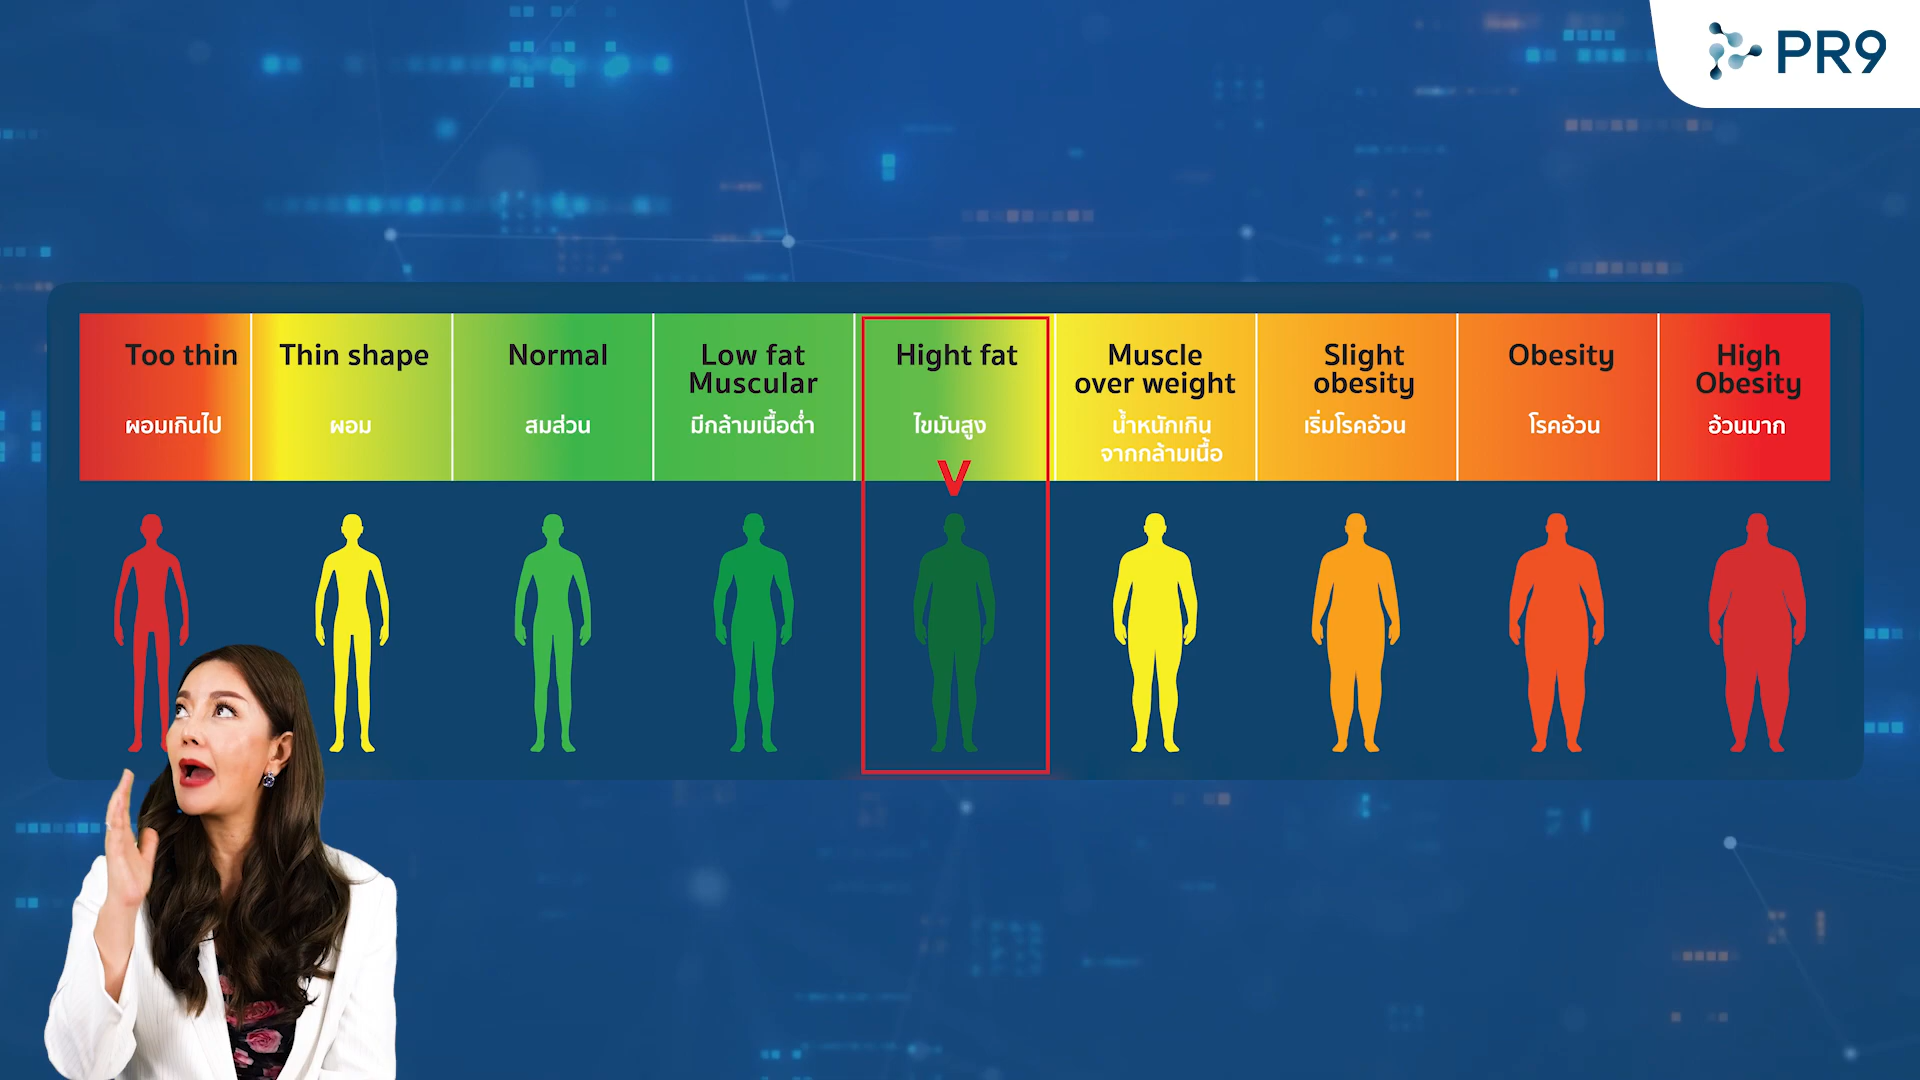 PR9
Too thin
ผอมเกินไป
Thin shape
ผอม
Normal
สมส่วน
Low fat
Muscular
มีกล้ามเนื้อต่ำ
Hight fat
ไขมันสูง
V
Muscle
over weight
น้ำหนักเกิน
จากกล้ามเนื้อ
Slight
obesity
เริ่มโรคอ้วน
Obesity
โรคอ้วน
High
Obesity
อ้วนมาก